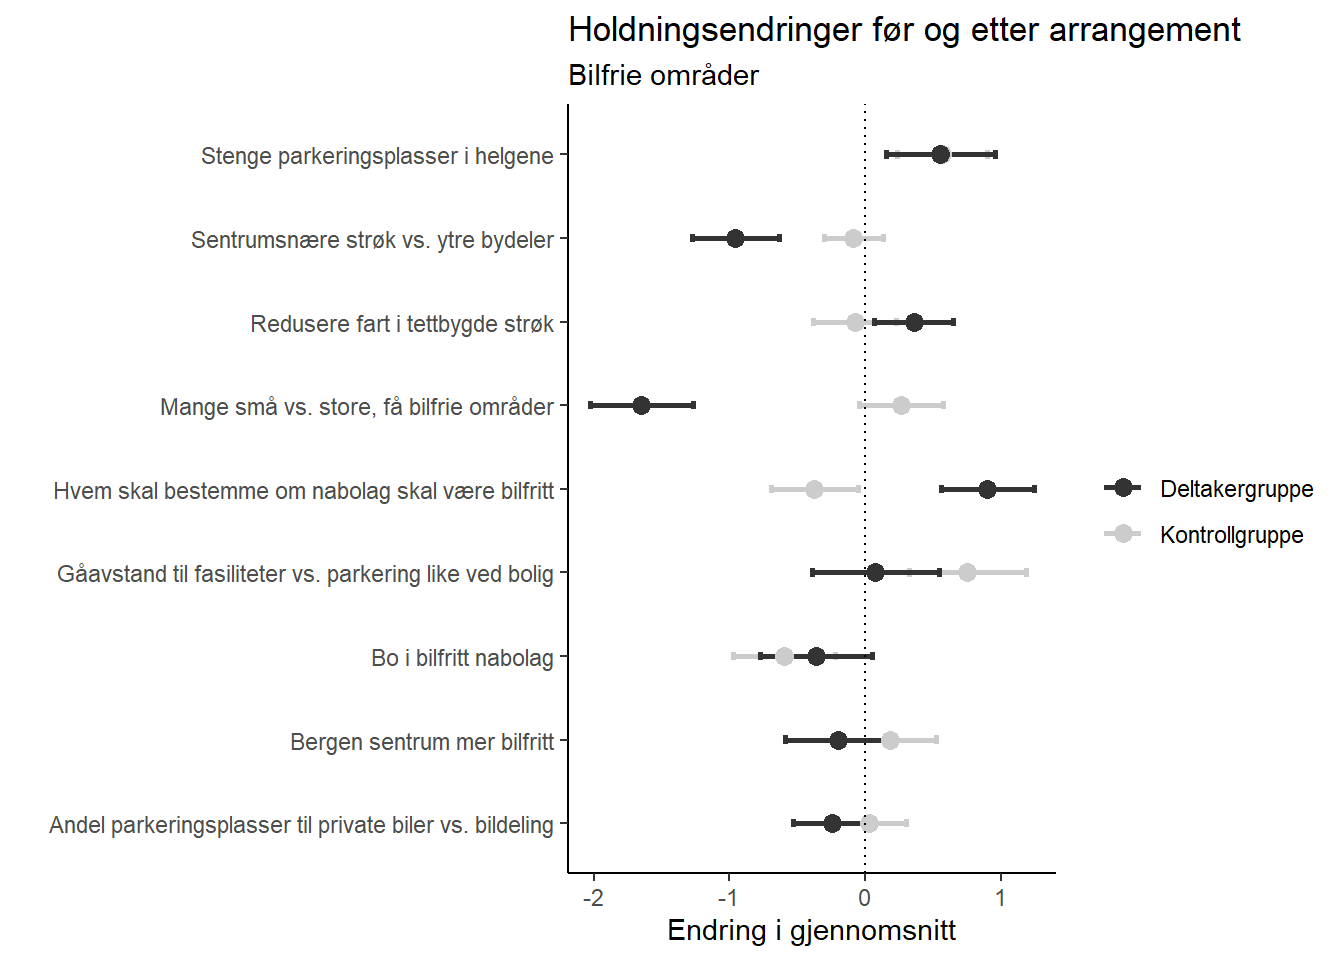 Holdningsendringer før og etter arrangement
Bilfrie områder
Stenge parkeringsplasser i helgene
Sentrumsnære strøk vs. ytre bydeler
Redusere fart i tettbygde strøk
Mange små vs. store, få bilfrie områder
Hvem skal bestemme om nabolag skal være bilfritt
Gåavstand til fasiliteter vs. parkering like ved bolig
Bo i bilfritt nabolag
Bergen sentrum mer bilfritt
Andel parkeringsplasser til private biler vs. bildeling
-2 -1 0 1
Endring i gjennomsnitt
Deltakergruppe
Kontrollgruppe